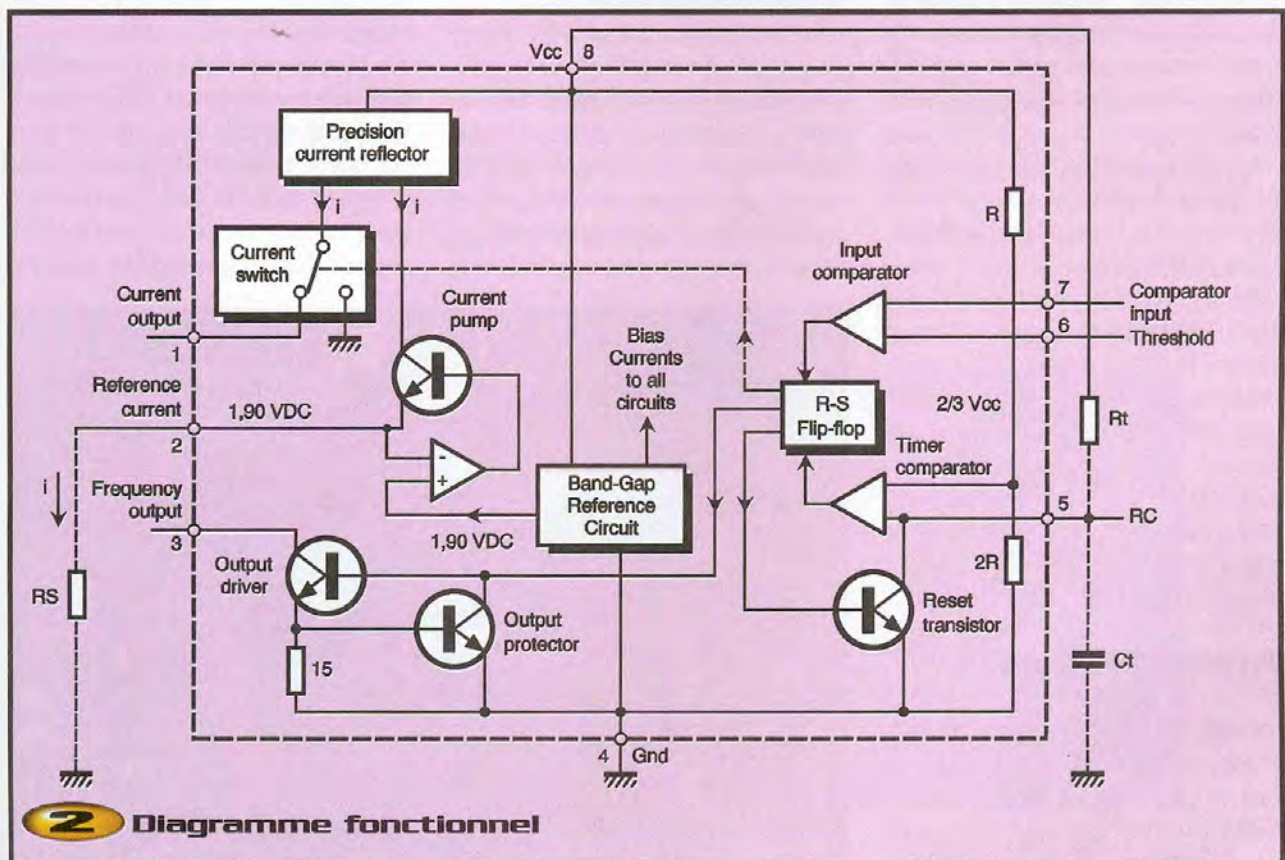 Vcc 8
Precision
current reflector
i
i
R
Current
switch
Input
comparator
Current
output
1
Current
pump
7
Comparator
input
6
Threshold
Bias
Currents
to all
circuits
Reference
current
2
1,90 VDC
R-S
Flip-flop
2/3 Vcc
Rt
-
+
Timer
comparator
i
Frequency
output
3
Band-Gap
Reference
Circuit
1,90 VDC
5
RC
RS
Output
driver
2R
Output
protector
Reset
transistor
15
Ct
4 Gnd
2 Diagramme fonctionnel